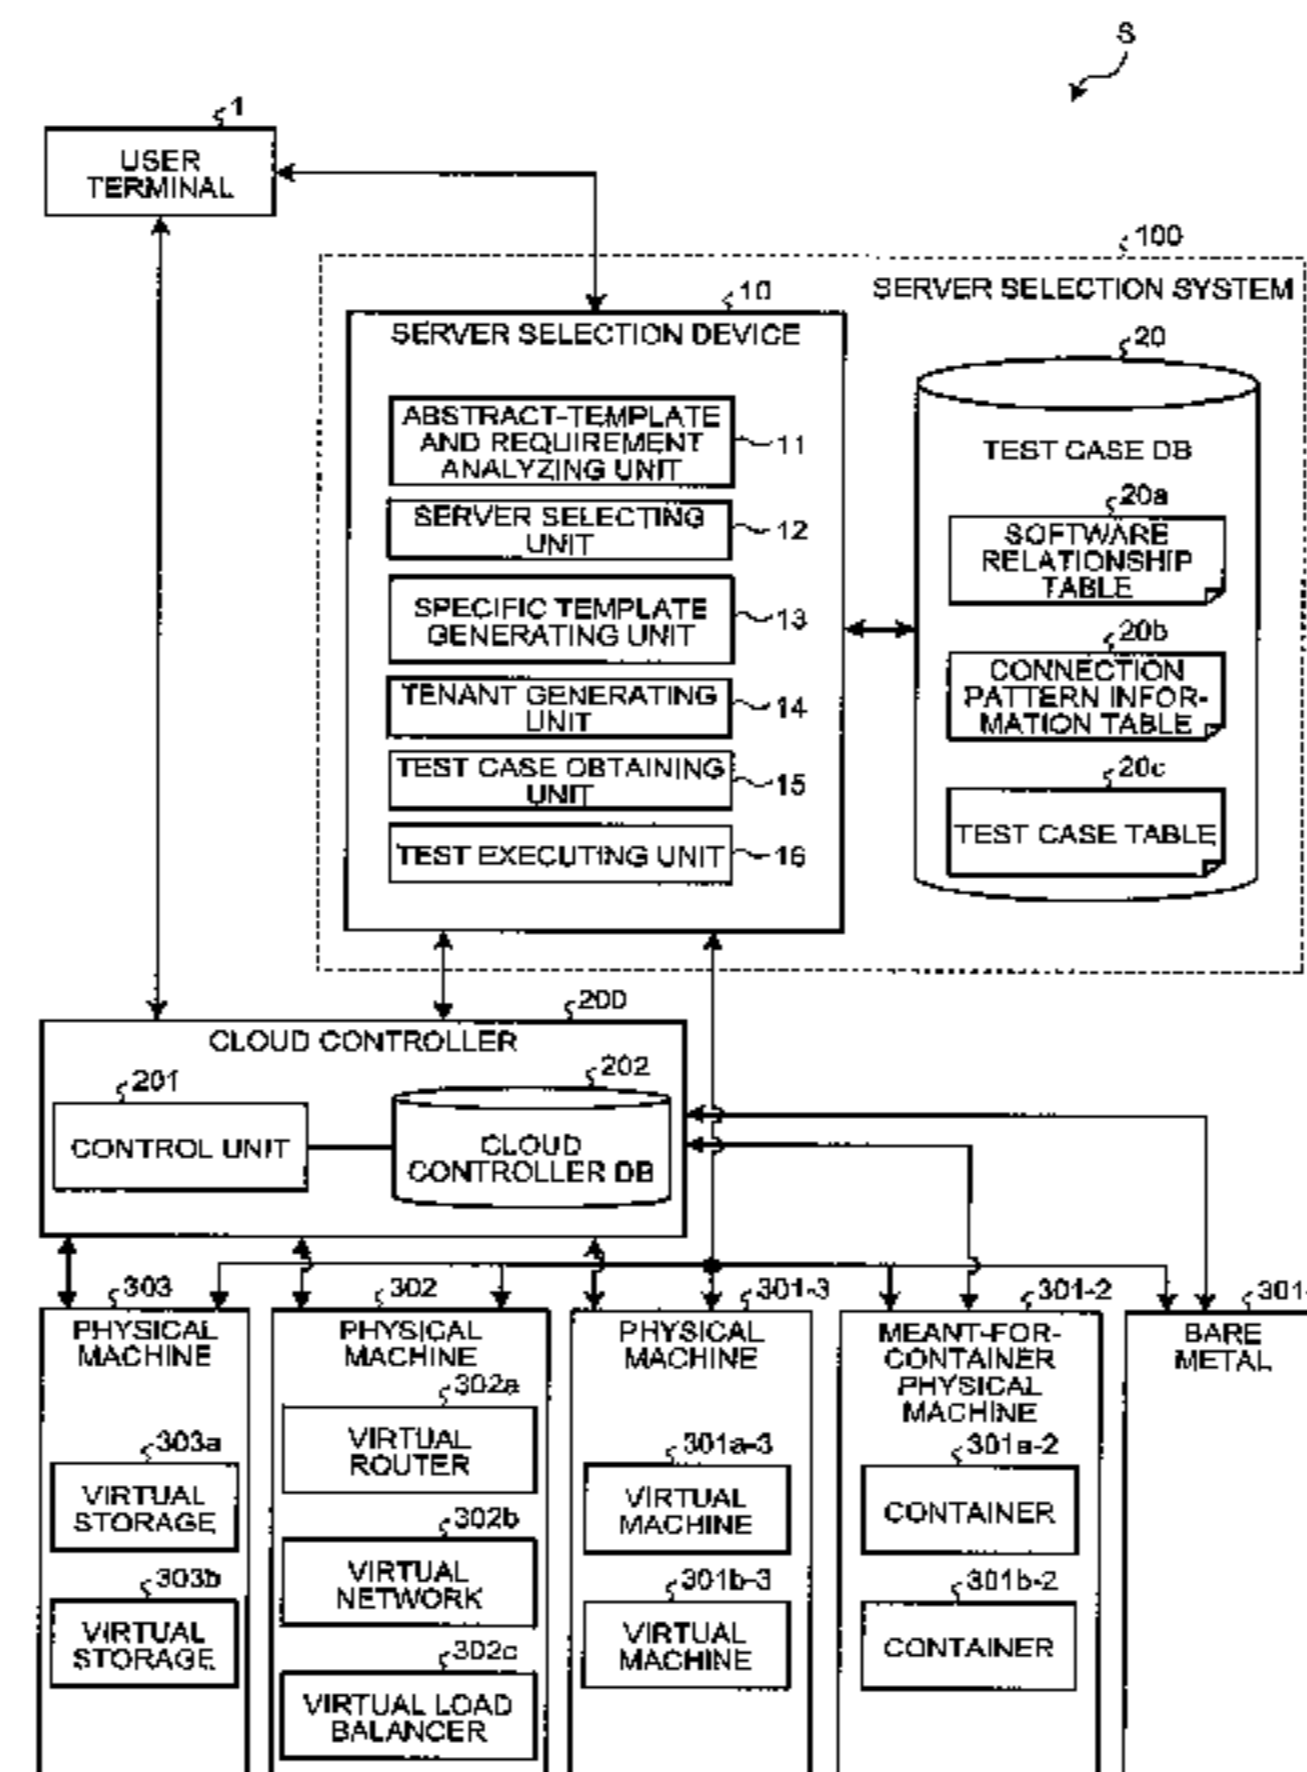 S
1
USER
TERMINAL
100
SERVER SELECTION SYSTEM
10
SERVER SELECTION DEVICE
ABSTRACT-TEMPLATE
AND REQUIREMENT
ANALYZING UNIT
11
SERVER SELECTING
UNIT
12
SPECIFIC TEMPLATE
GENERATING UNIT
13
TENANT GENERATING
UNIT
14
TEST CASE OBTAINING
UNIT
15
TEST EXECUTING UNIT
16
20
TEST CASE DB
20a
SOFTWARE
RELATIONSHIP
TABLE
20b
CONNECTION
PATTERN INFOR-
MATION TABLE
20c
TEST CASE TABLE
200
CLOUD CONTROLLER
201
CONTROL UNIT
202
CLOUD
CONTROLLER DB
303
PHYSICAL
MACHINE
303a
VIRTUAL
STORAGE
303b
VIRTUAL
STORAGE
302
PHYSICAL
MACHINE
302a
VIRTUAL
ROUTER
302b
VIRTUAL
NETWORK
302c
VIRTUAL LOAD
BALANCER
301-3
PHYSICAL
MACHINE
301a-3
VIRTUAL
MACHINE
301b-3
VIRTUAL
MACHINE
301-2
MEANT-FOR-
CONTAINER
PHYSICAL
MACHINE
301a-2
CONTAINER
301b-2
CONTAINER
301-
BARE
METAL